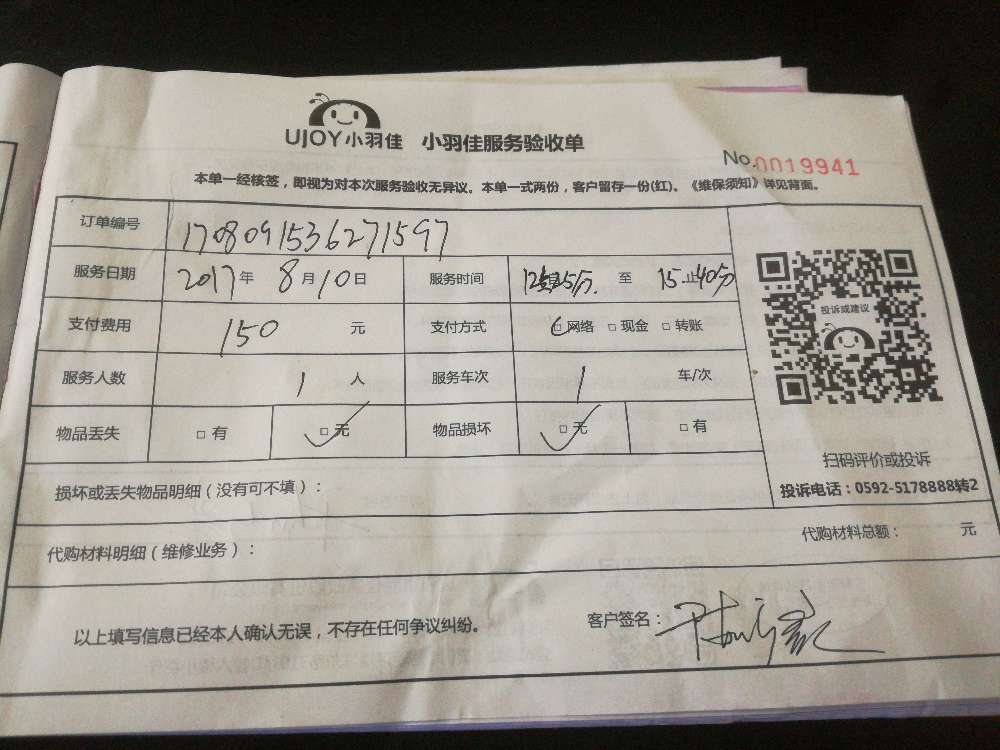 UJOY小羽佳 小羽佳服务验收单
No.0019941
本单一经核签，即视为对本次服务验收无异议。本单一式两份，客户留存一份(红)。《维保须知》详见背面。
订单编号 1708091536271597
服务日期 2017年8月10日 服务时间 至 15.止40分
支付费用 150 元 支付方式 □网络 □现金 □转账
服务人数 1 人 服务车次 1 车/次
物品丢失 □有 □无 物品损坏 □无 □有
投诉或建议
扫码评价或投诉
投诉电话：0592-5178888转2
损坏或丢失物品明细（没有可不填）：
代购材料明细（维修业务）： 代购材料总额： 元
以上填写信息已经本人确认无误，不存在任何争议纠纷。 客户签名：